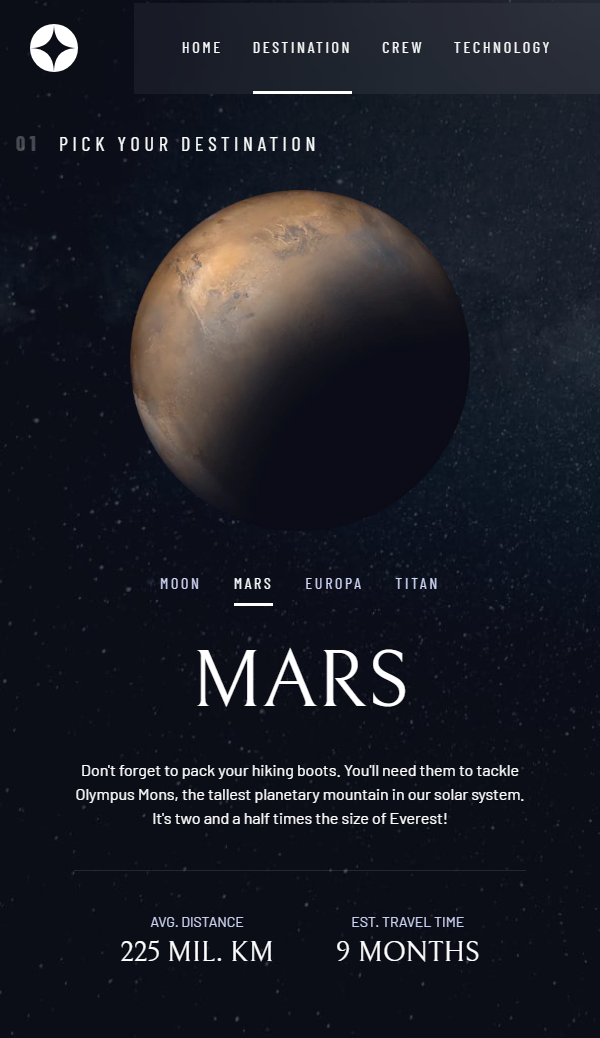 HOME DESTINATION CREW TECHNOLOGY
01 PICK YOUR DESTINATION
MOON MARS EUROPA TITAN
MARS
Don't forget to pack your hiking boots. You'll need them to tackle
Olympus Mons, the tallest planetary mountain in our solar system.
It's two and a half times the size of Everest!
AVG. DISTANCE EST. TRAVEL TIME
225 MIL. KM 9 MONTHS